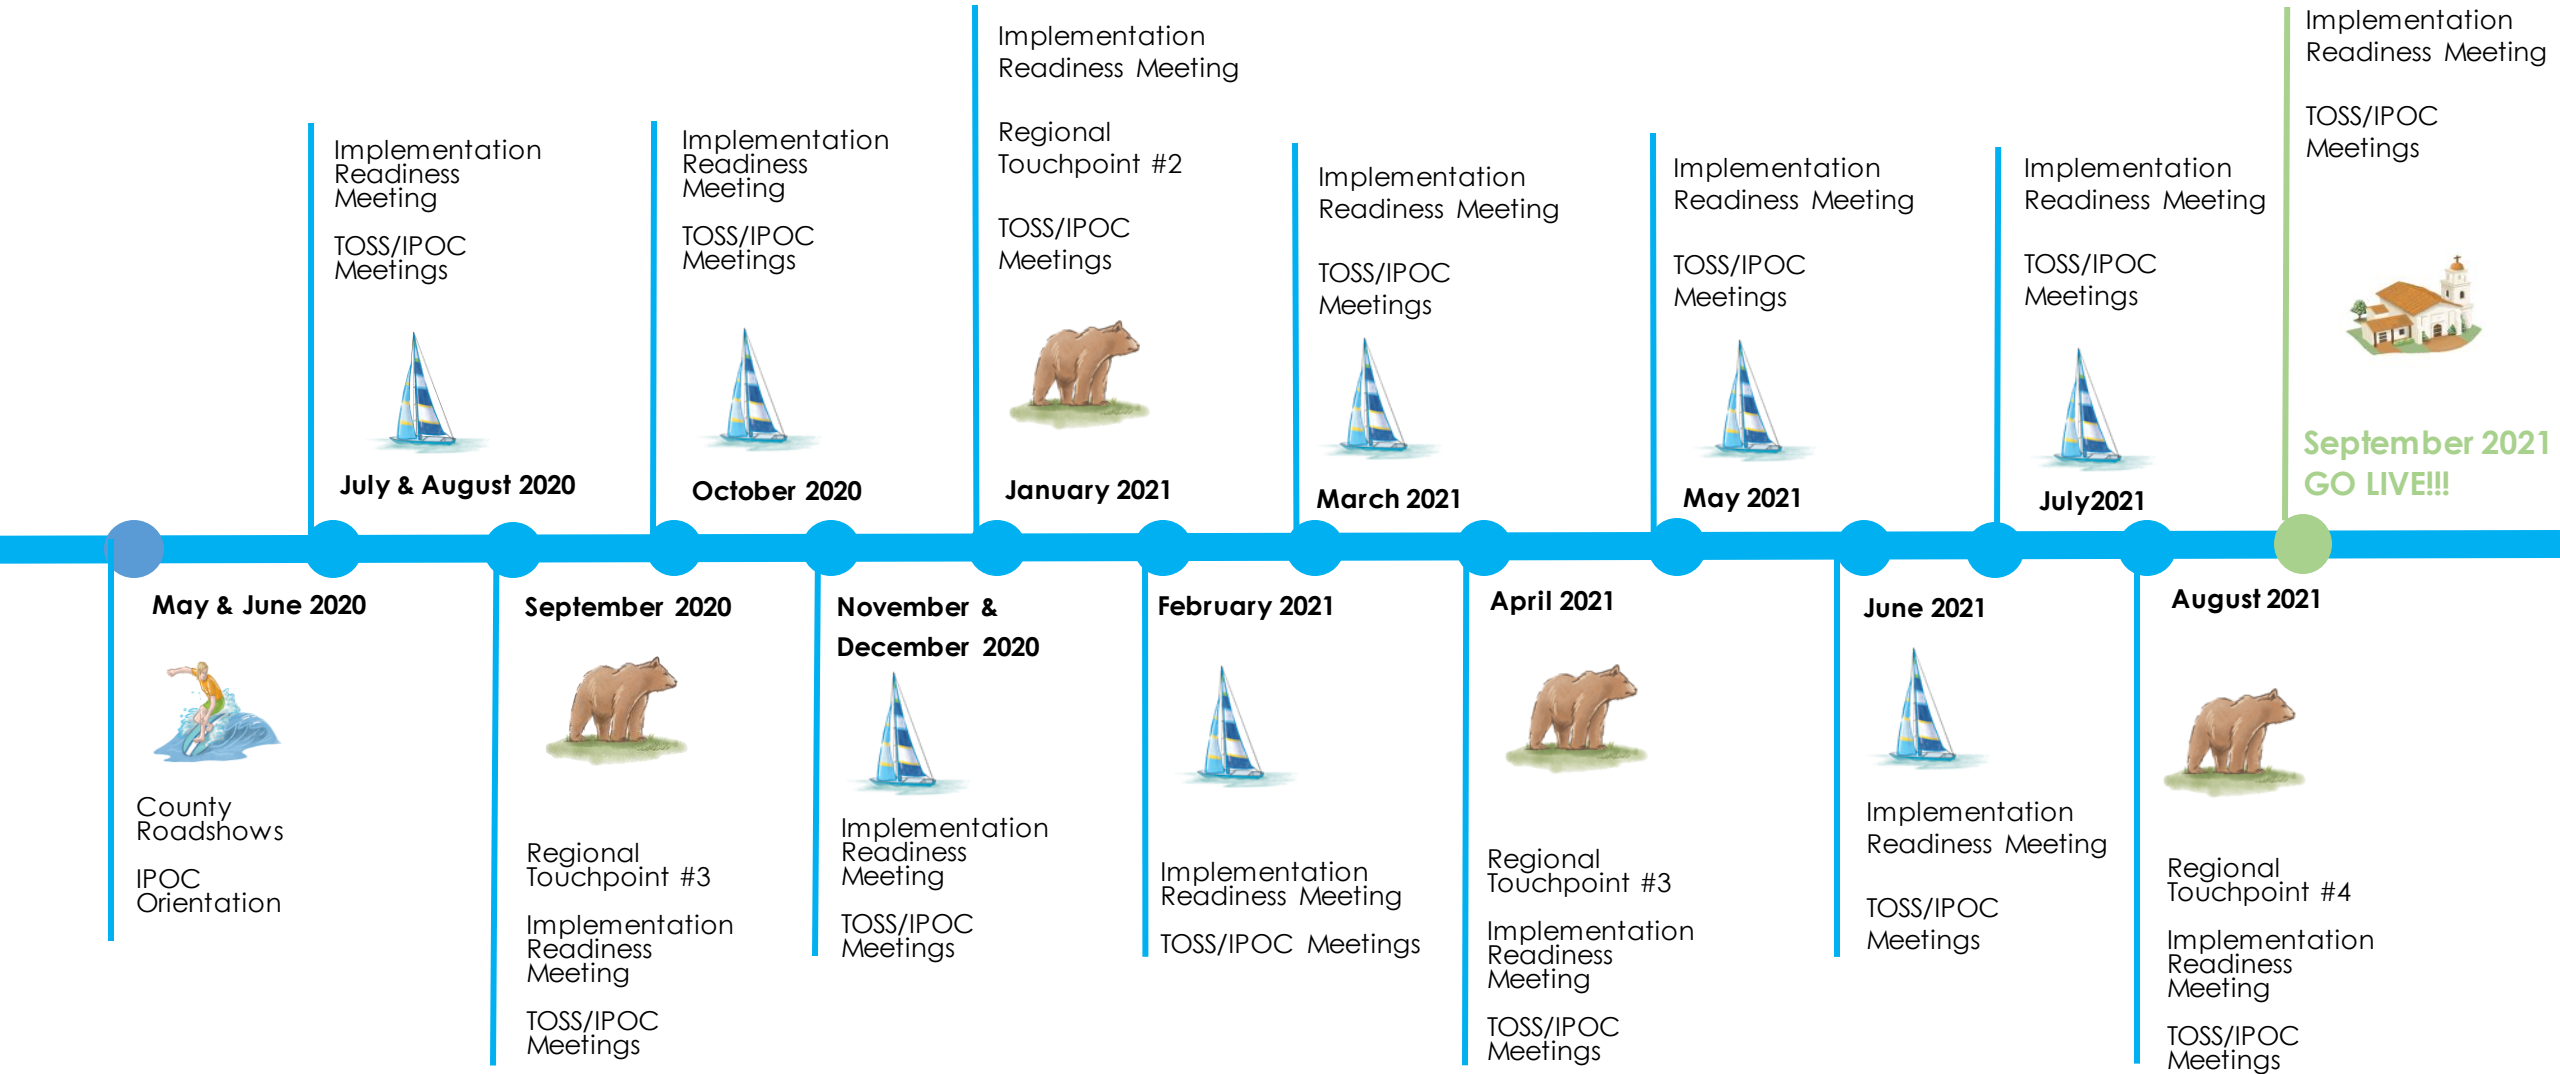 May & June 2020
County
Roadshows
IPOC
Orientation
Implementation
Readiness
Meeting
TOSS/IPOC
Meetings
July & August 2020
September 2020
Regional
Touchpoint #3
Implementation
Readiness
Meeting
TOSS/IPOC
Meetings
Implementation
Readiness
Meeting
TOSS/IPOC
Meetings
October 2020
November &
December 2020
Implementation
Readiness
Meeting
TOSS/IPOC
Meetings
Implementation
Readiness Meeting
Regional
Touchpoint #2
TOSS/IPOC
Meetings
January 2021
February 2021
Implementation
Readiness Meeting
TOSS/IPOC Meetings
Implementation
Readiness Meeting
TOSS/IPOC
Meetings
March 2021
April 2021
Regional
Touchpoint #3
Implementation
Readiness
Meeting
TOSS/IPOC
Meetings
Implementation
Readiness Meeting
TOSS/IPOC
Meetings
May 2021
June 2021
Implementation
Readiness Meeting
TOSS/IPOC
Meetings
Implementation
Readiness Meeting
TOSS/IPOC
Meetings
July2021
August 2021
Regional
Touchpoint #4
Implementation
Readiness
Meeting
TOSS/IPOC
Meetings
Implementation
Readiness Meeting
TOSS/IPOC
Meetings
September 2021
GO LIVE!!!